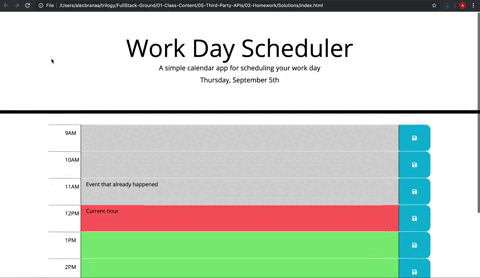 File | /Users/alecbranaq/trilogy/FullStack-Ground/01-Class-Content/05-Third-Party-APIs/02-Homework/Solutions/index.html
Work Day Scheduler
A simple calendar app for scheduling your work day
Thursday, September 5th
9AM
10AM
11AM Event that already happened
12PM Current hour
1PM
2PM